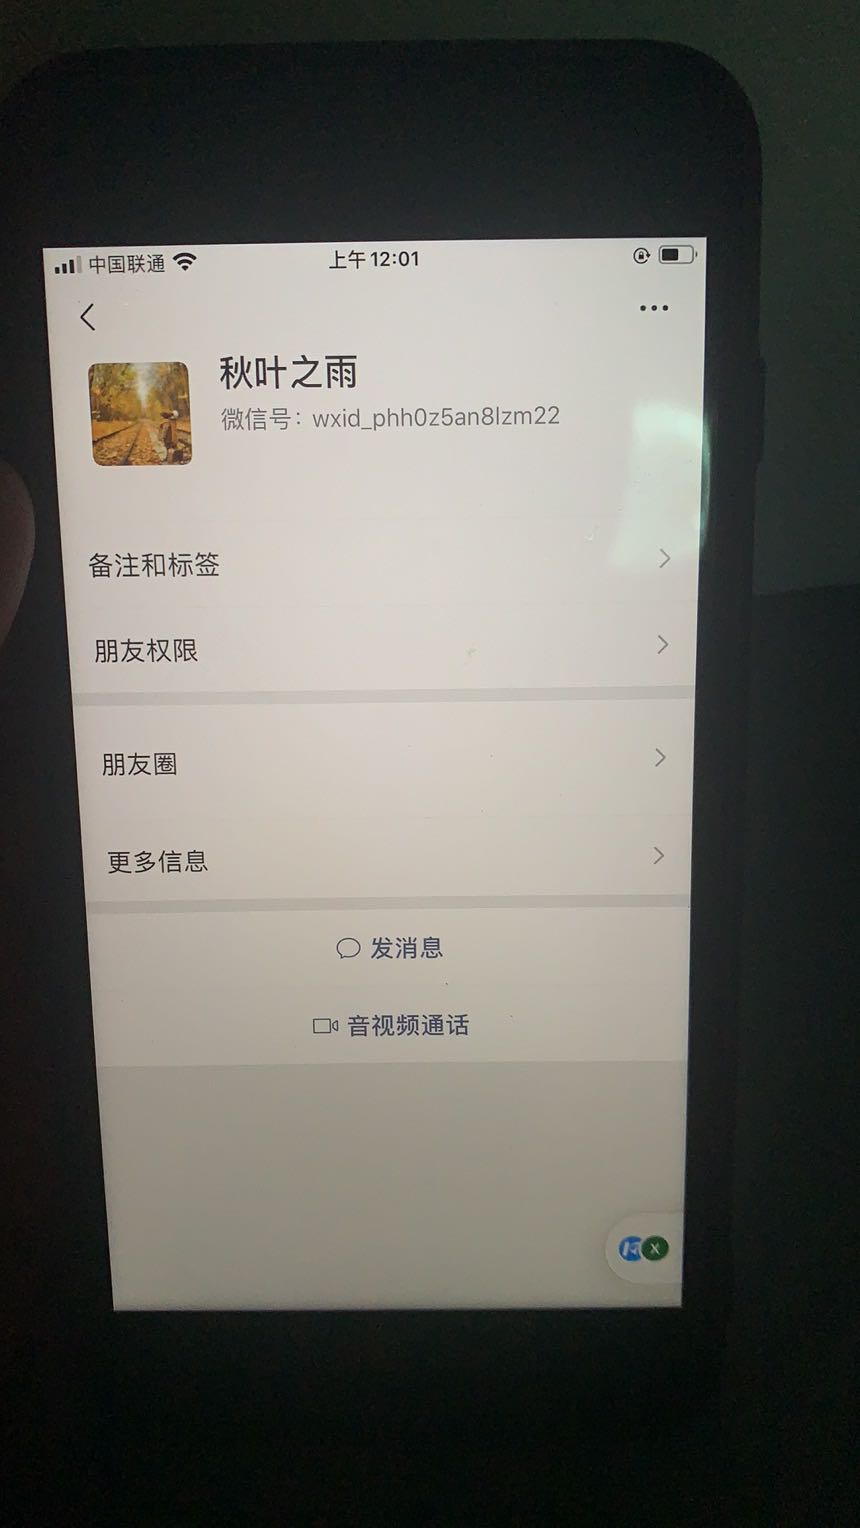 中国联通 上午12:01
秋叶之雨
微信号：wxid_phh0z5an8lzm22
备注和标签
朋友权限
朋友圈
更多信息
发消息
音视频通话
X